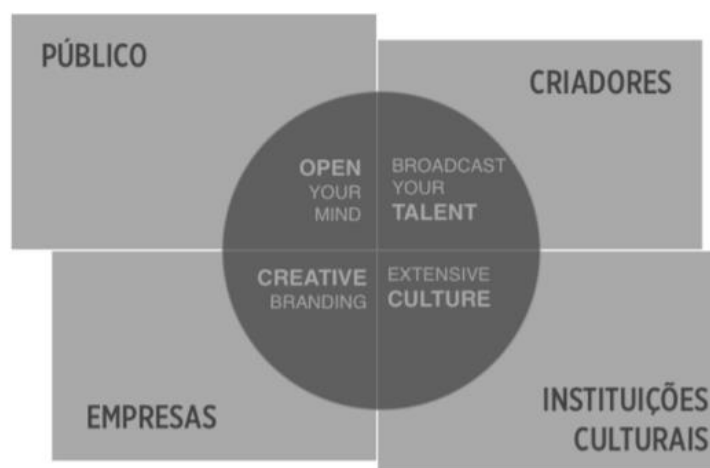 PÚBLICO
CRIADORES
OPEN
YOUR
MIND
BROADCAST
YOUR
TALENT
CREATIVE
BRANDING
EXTENSIVE
CULTURE
EMPRESAS
INSTITUIÇÕES
CULTURAIS